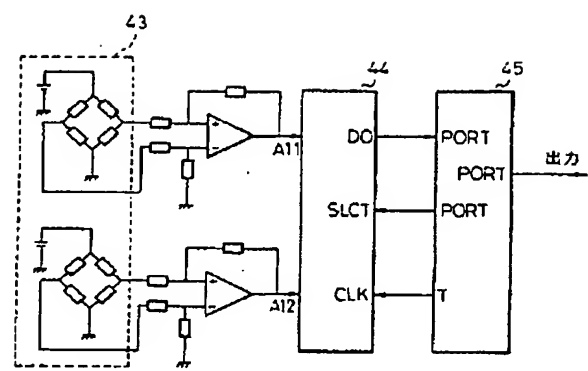 43
44
45
+
-
A11
DO
PORT
PORT
出力
SLCT
PORT
+
-
A12
CLK
T